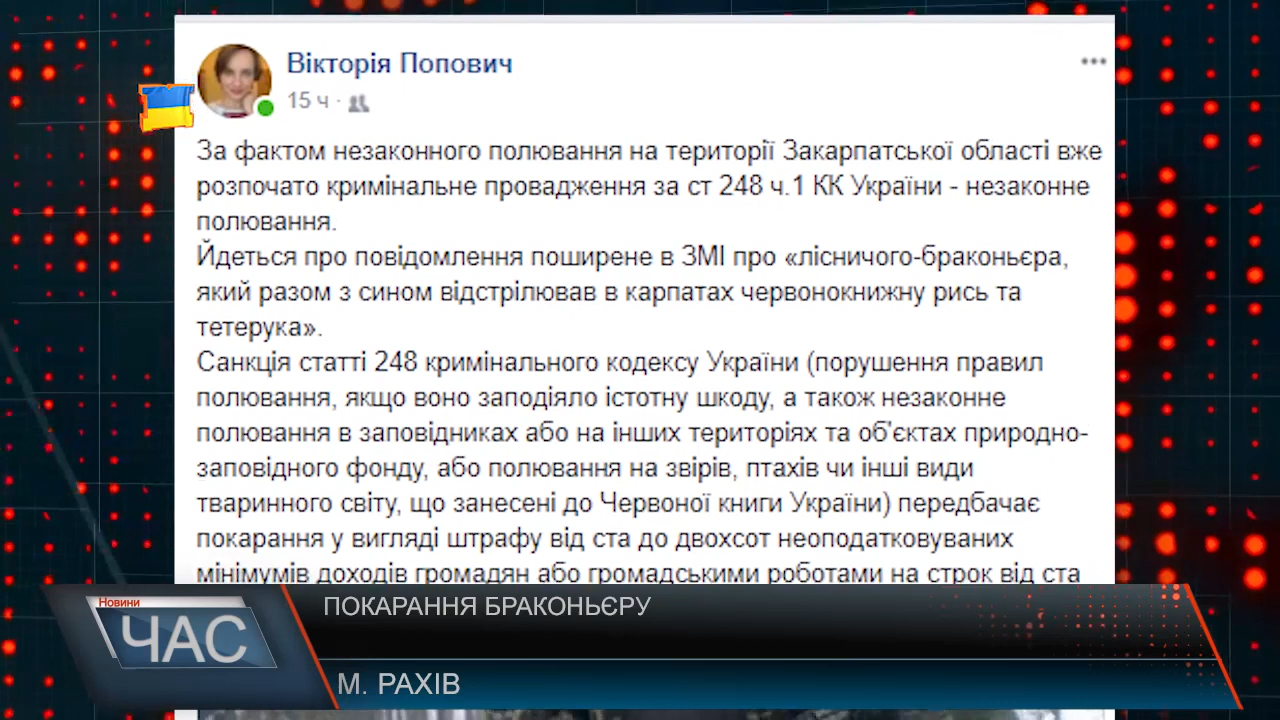 Вікторія Попович
15 ч ·
За фактом незаконного полювання на території Закарпатської області вже
розпочато кримінальне провадження за ст 248 ч.1 КК України - незаконне
полювання.
Йдеться про повідомлення поширене в ЗМІ про «лісничого-браконьєра,
який разом з сином відстрілював в карпатах червонокнижну рись та
тетерука».
Санкція статті 248 кримінального кодексу України (порушення правил
полювання, якщо воно заподіяло істотну шкоду, а також незаконне
полювання в заповідниках або на інших територіях та об'єктах природно-
заповідного фонду, або полювання на звірів, птахів чи інші види
тваринного світу, що занесені до Червоної книги України) передбачає
покарання у вигляді штрафу від ста до двохсот неоподатковуваних
мінімумів доходів громадян або громадськими роботами на строк від ста
Новини
ЧАС
ПОКАРАННЯ БРАКОНЬЄРУ
М. РАХІВ